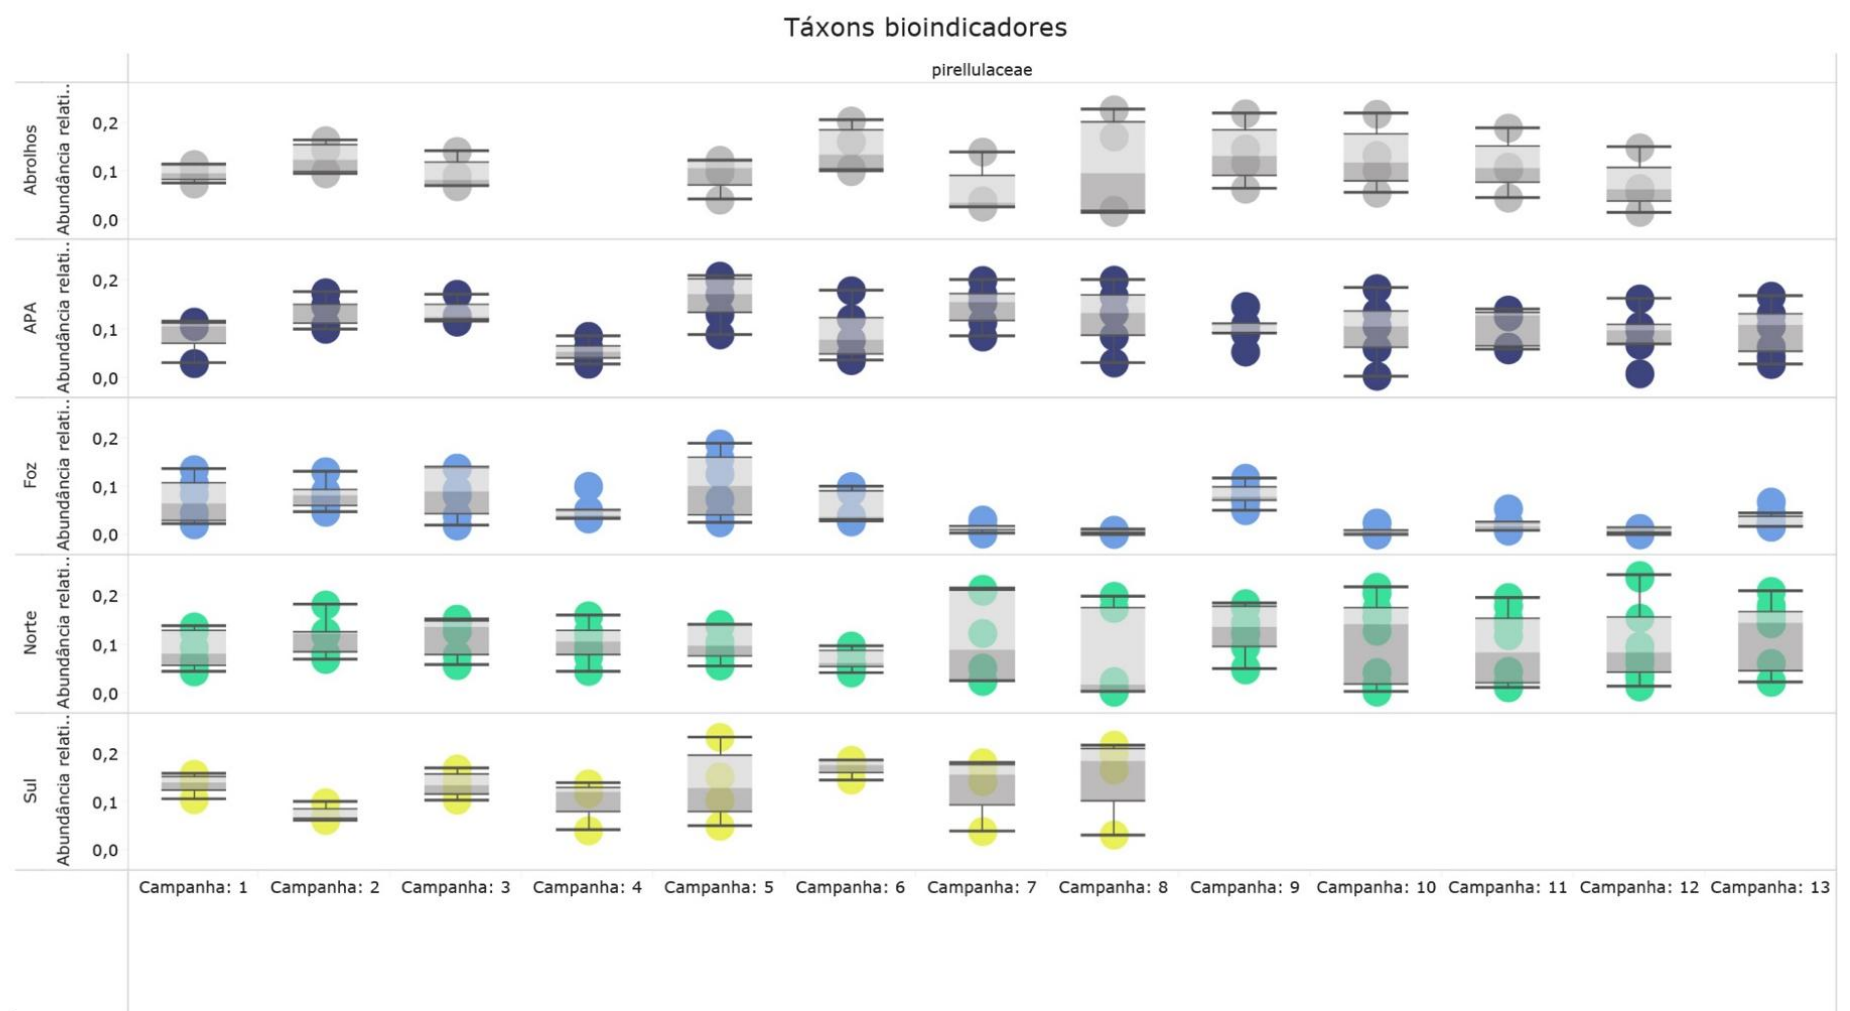 Táxons bioindicadores
pirellulaceae
Abrolhos
Abundância relati..
0,2
0,1
0,0
APA
Abundância relati..
0,2
0,1
0,0
Foz
Abundância relati..
0,2
0,1
0,0
Norte
Abundância relati..
0,2
0,1
0,0
Sul
Abundância relati..
0,2
0,1
0,0
Campanha: 1 Campanha: 2 Campanha: 3 Campanha: 4 Campanha: 5 Campanha: 6 Campanha: 7 Campanha: 8 Campanha: 9 Campanha: 10 Campanha: 11 Campanha: 12 Campanha: 13